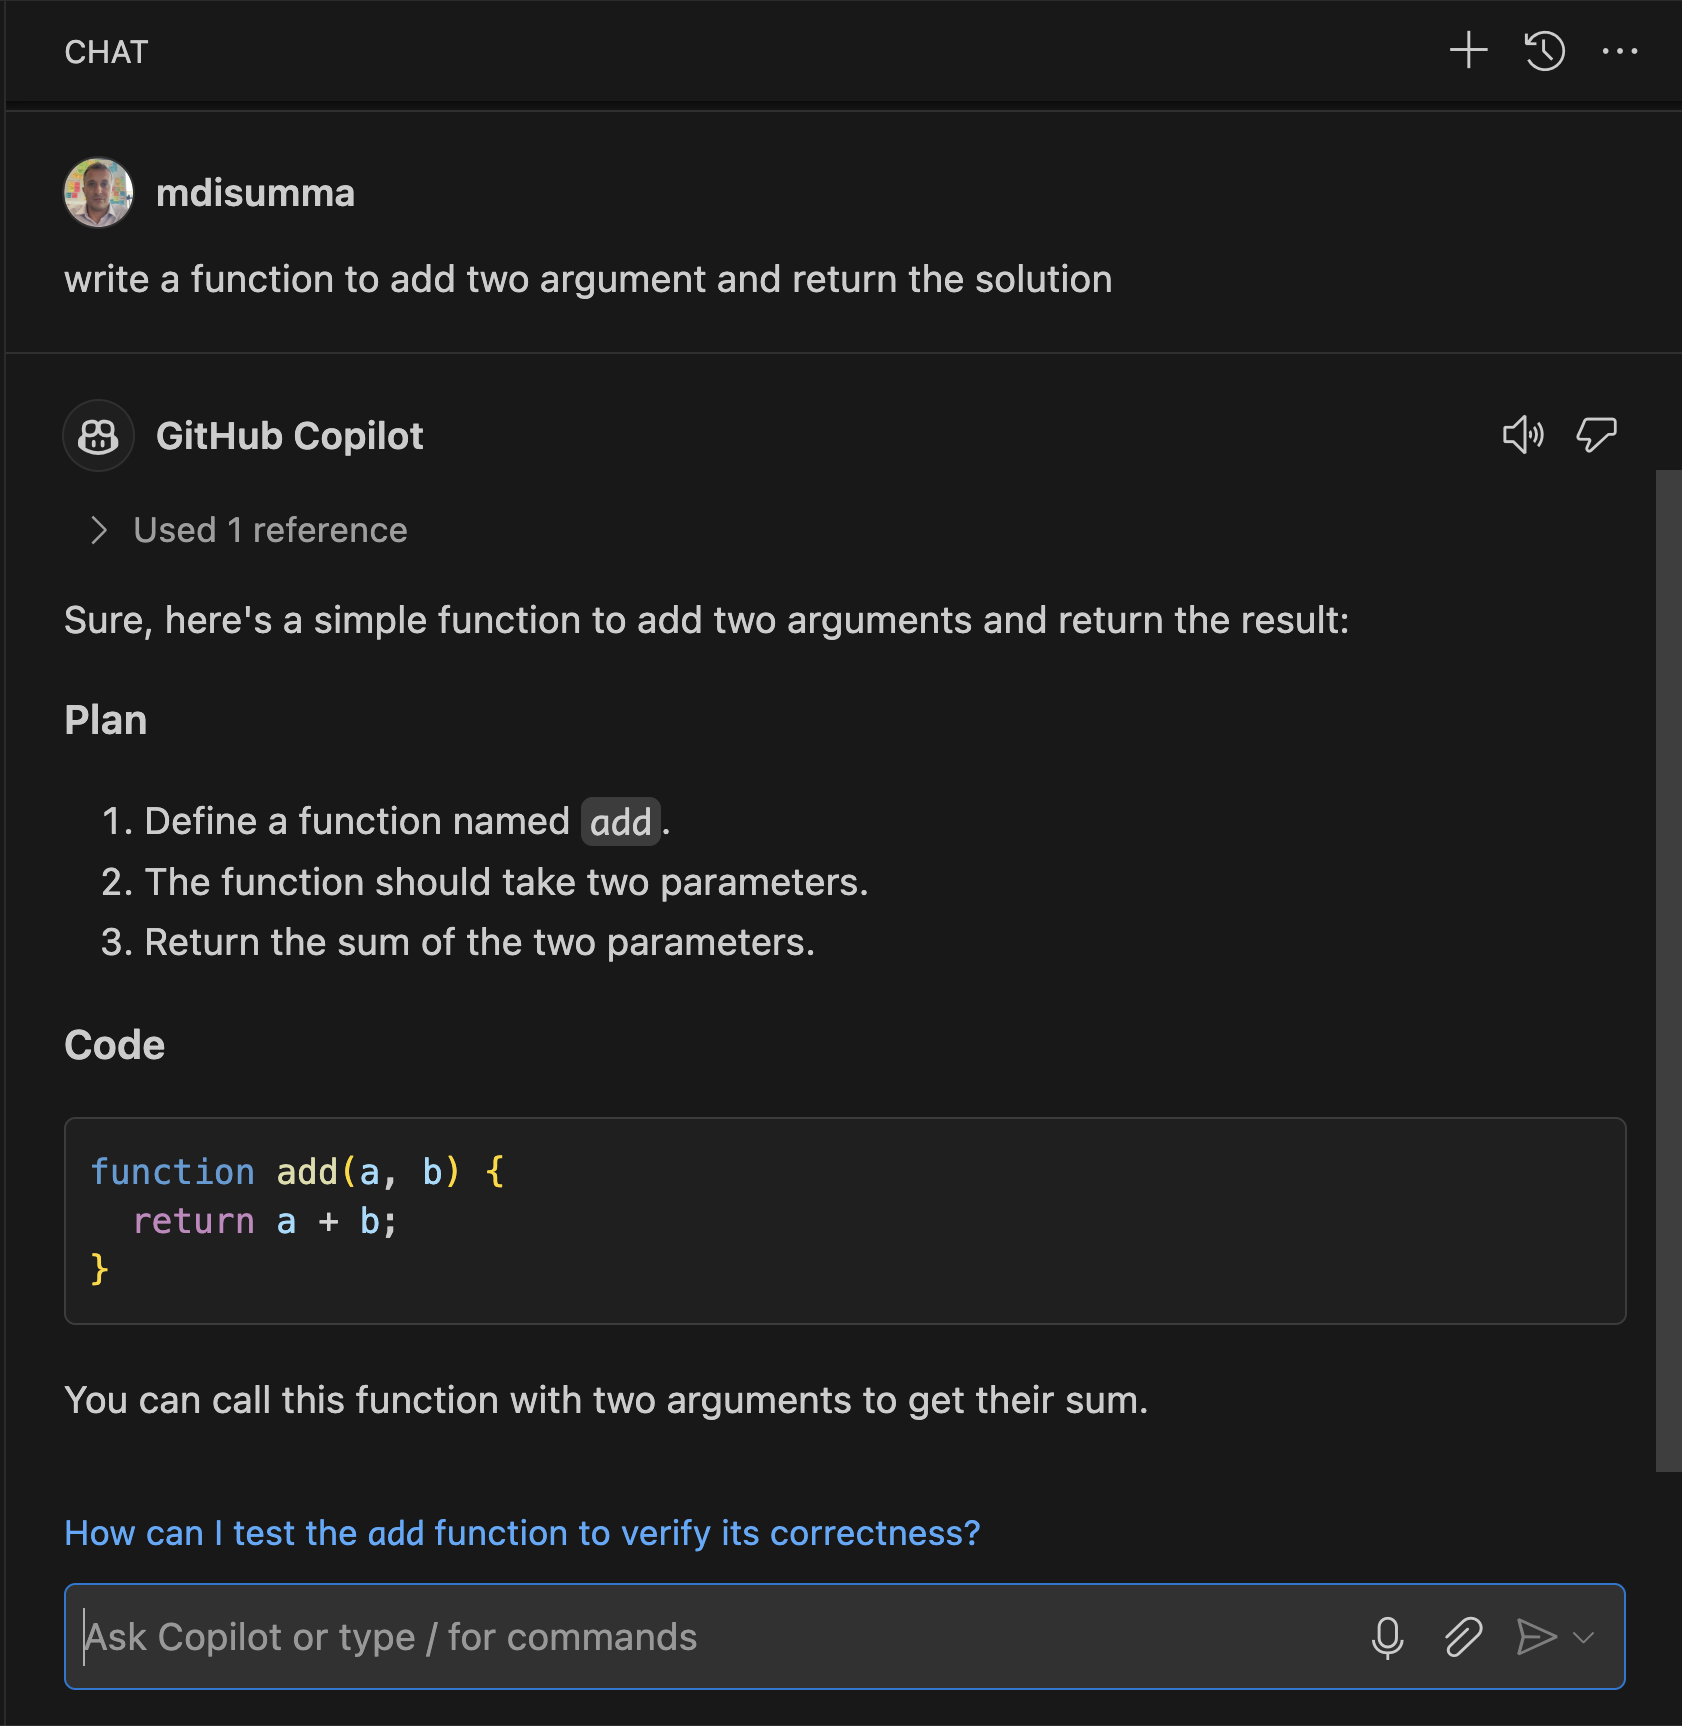 CHAT
mdisumma
write a function to add two argument and return the solution
GitHub Copilot
Used 1 reference
Sure, here's a simple function to add two arguments and return the result:
Plan
1. Define a function named add.
2. The function should take two parameters.
3. Return the sum of the two parameters.
Code
function add(a, b) {
  return a + b;
}
You can call this function with two arguments to get their sum.
How can I test the add function to verify its correctness?
Ask Copilot or type / for commands